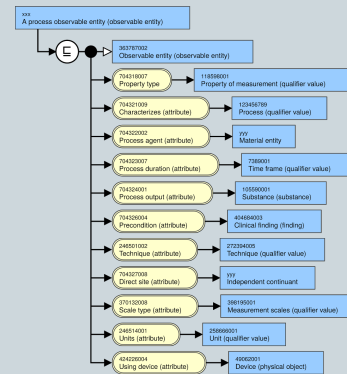 xxx
A process observable entity (observable entity)
⊑
363787002
Observable entity (observable entity)
704318007
Property type
118598001
Property of measurement (qualifier value)
704321009
Characterizes (attribute)
123456789
Process (qualifier value)
704322002
Process agent (attribute)
yyy
Material entity
704323007
Process duration (attribute)
7389001
Time frame (qualifier value)
704324001
Process output (attribute)
105590001
Substance (substance)
704326004
Precondition (attribute)
404684003
Clinical finding (finding)
246501002
Technique (attribute)
272394005
Technique (qualifier value)
704327008
Direct site (attribute)
yyy
Independent continuant
370132008
Scale type (attribute)
398195001
Measurement scales (qualifier value)
246514001
Units (attribute)
258666001
Unit (qualifier value)
424226004
Using device (attribute)
49062001
Device (physical object)